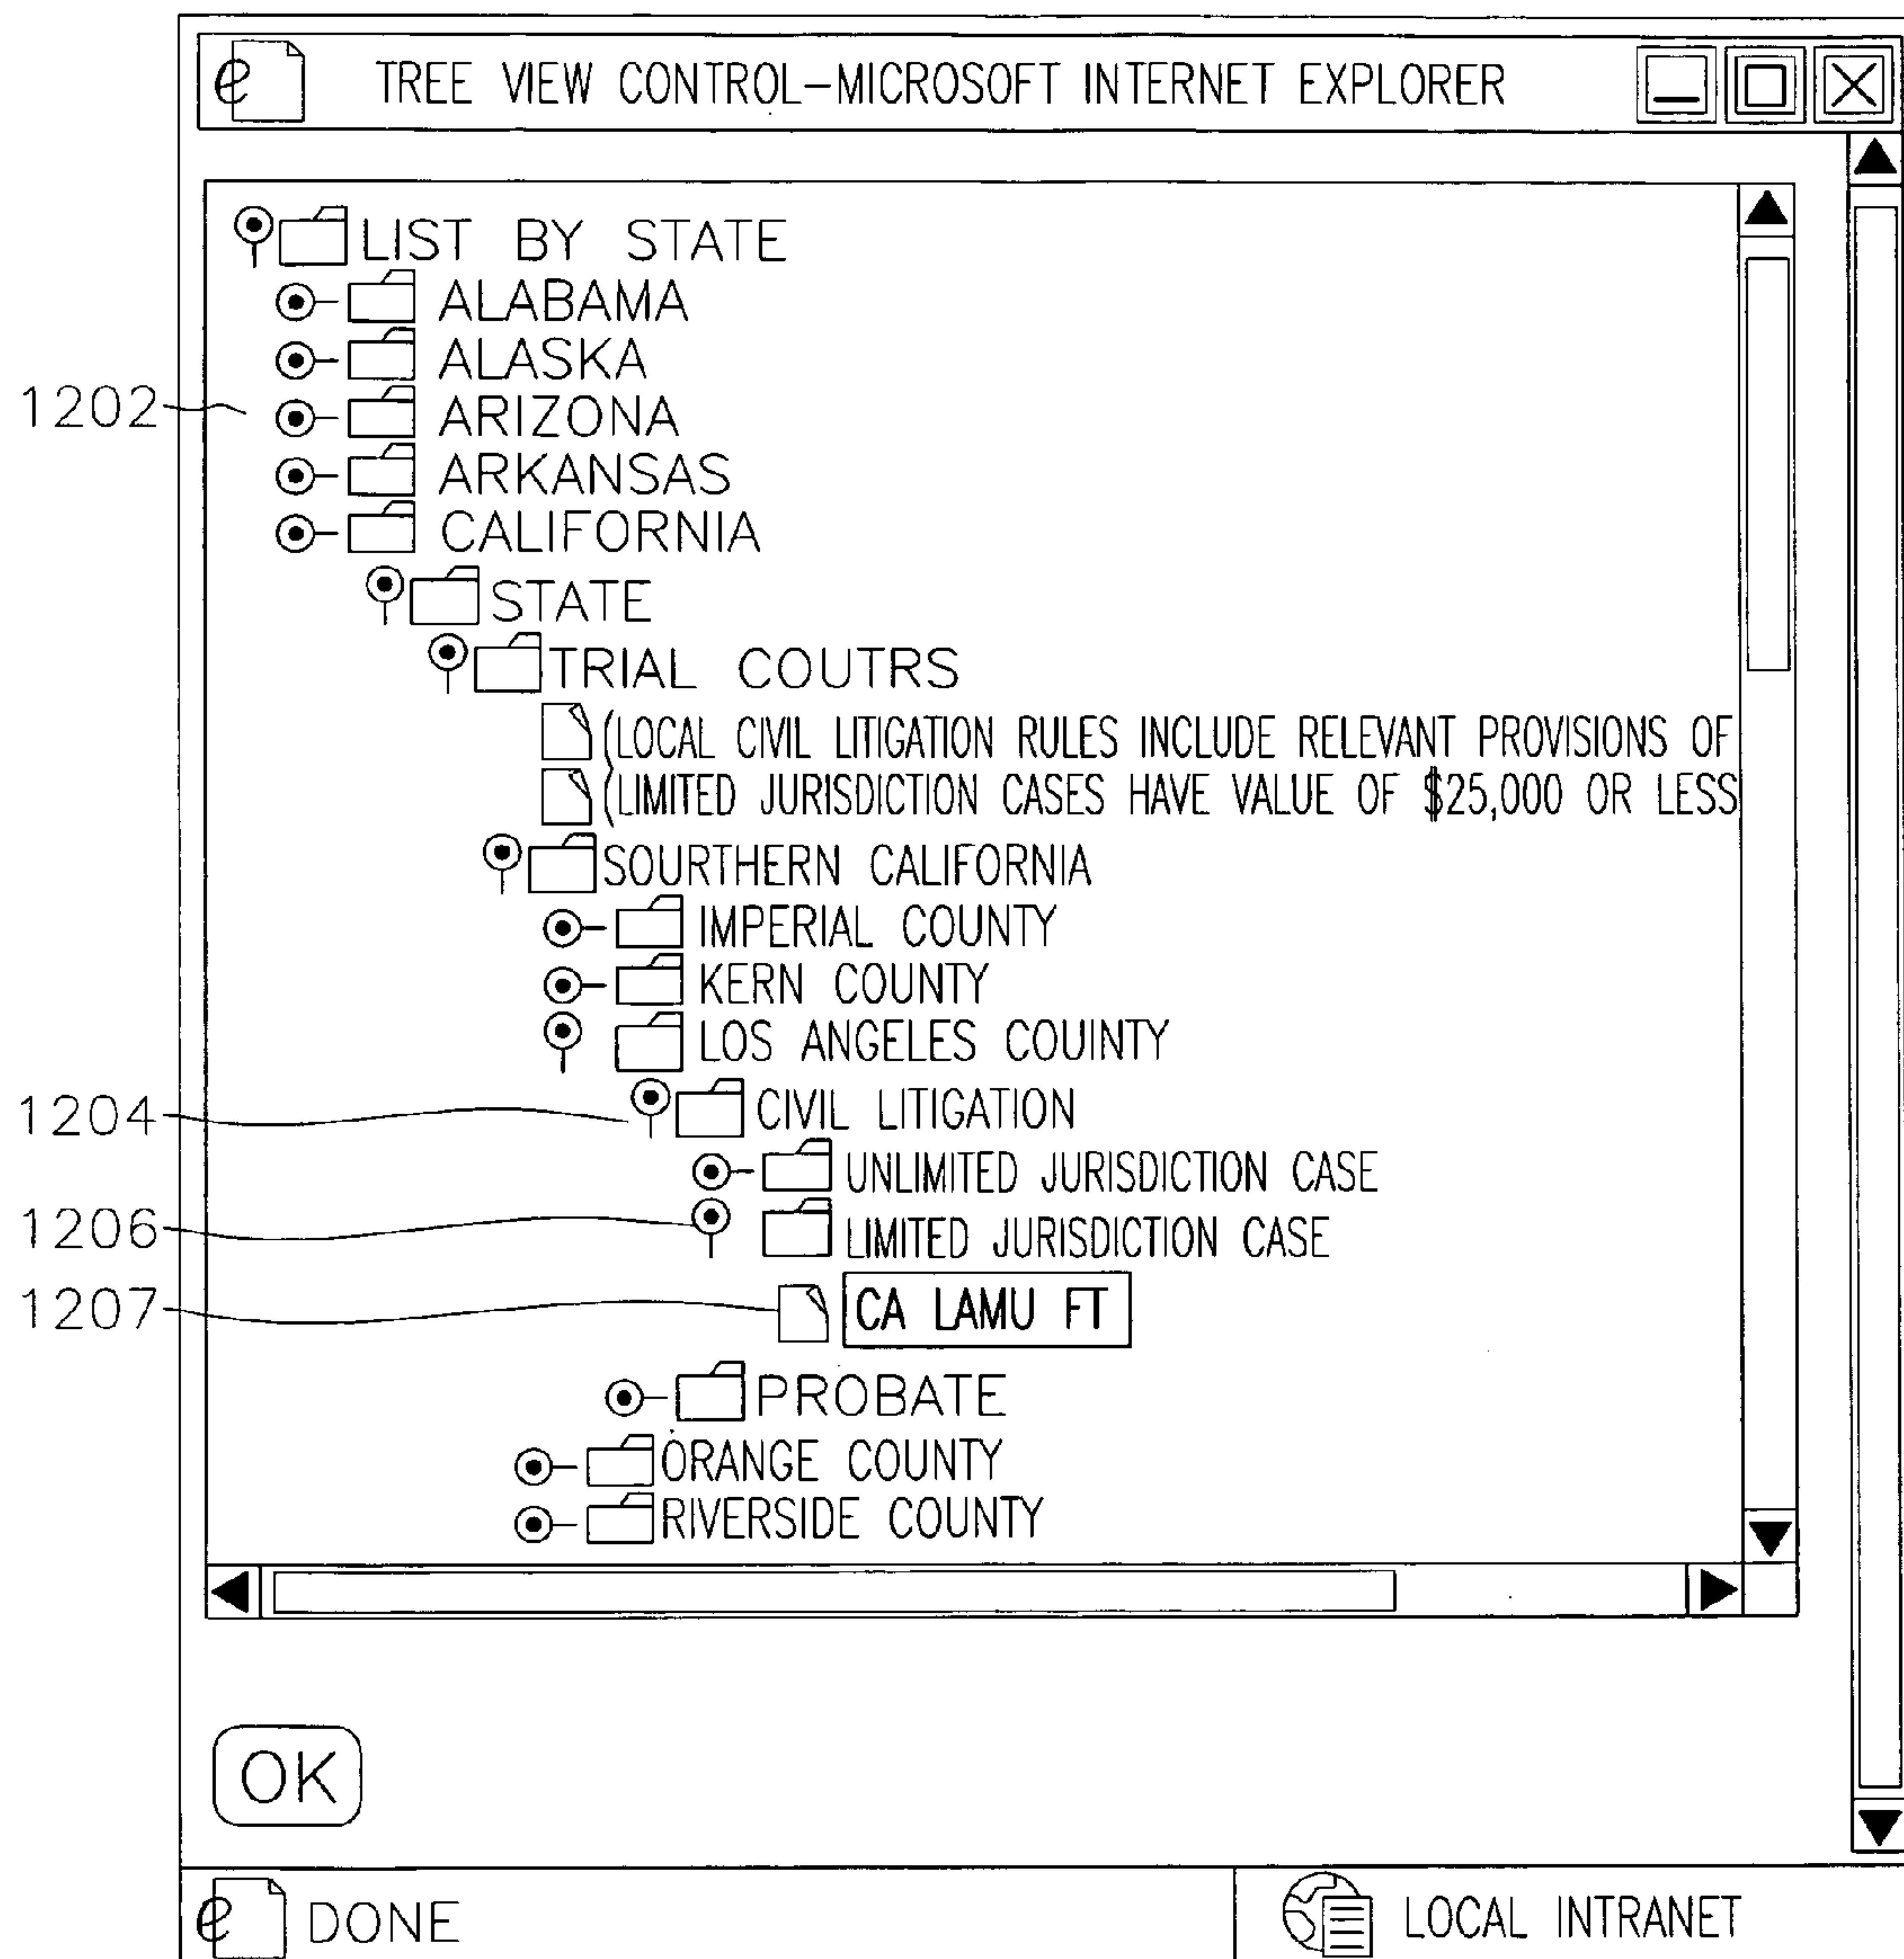 TREE VIEW CONTROL-MICROSOFT INTERNET EXPLORER
LIST BY STATE
ALABAMA
ALASKA
1202
ARIZONA
ARKANSAS
CALIFORNIA
STATE
TRIAL COUTRS
(LOCAL CIVIL LITIGATION RULES INCLUDE RELEVANT PROVISIONS OF
(LIMITED JURISDICTION CASES HAVE VALUE OF $25,000 OR LESS
SOURTHERN CALIFORNIA
IMPERIAL COUNTY
KERN COUNTY
LOS ANGELES COUINTY
1204
CIVIL LITIGATION
UNLIMITED JURISDICTION CASE
1206
LIMITED JURISDICTION CASE
1207
CA LAMU FT
PROBATE
ORANGE COUNTY
RIVERSIDE COUNTY
OK
DONE
LOCAL INTRANET